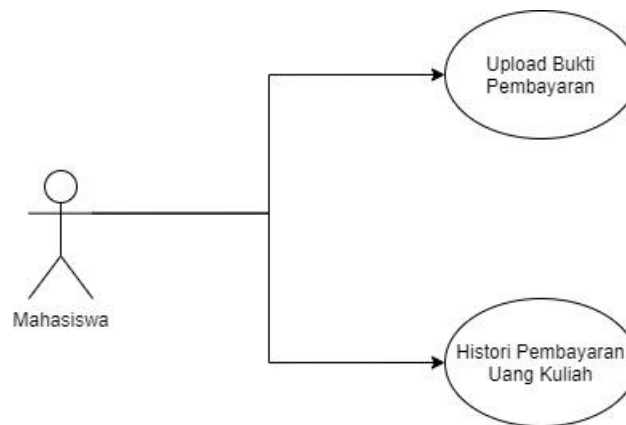 Upload Bukti
Pembayaran
Mahasiswa
Histori Pembayaran
Uang Kuliah